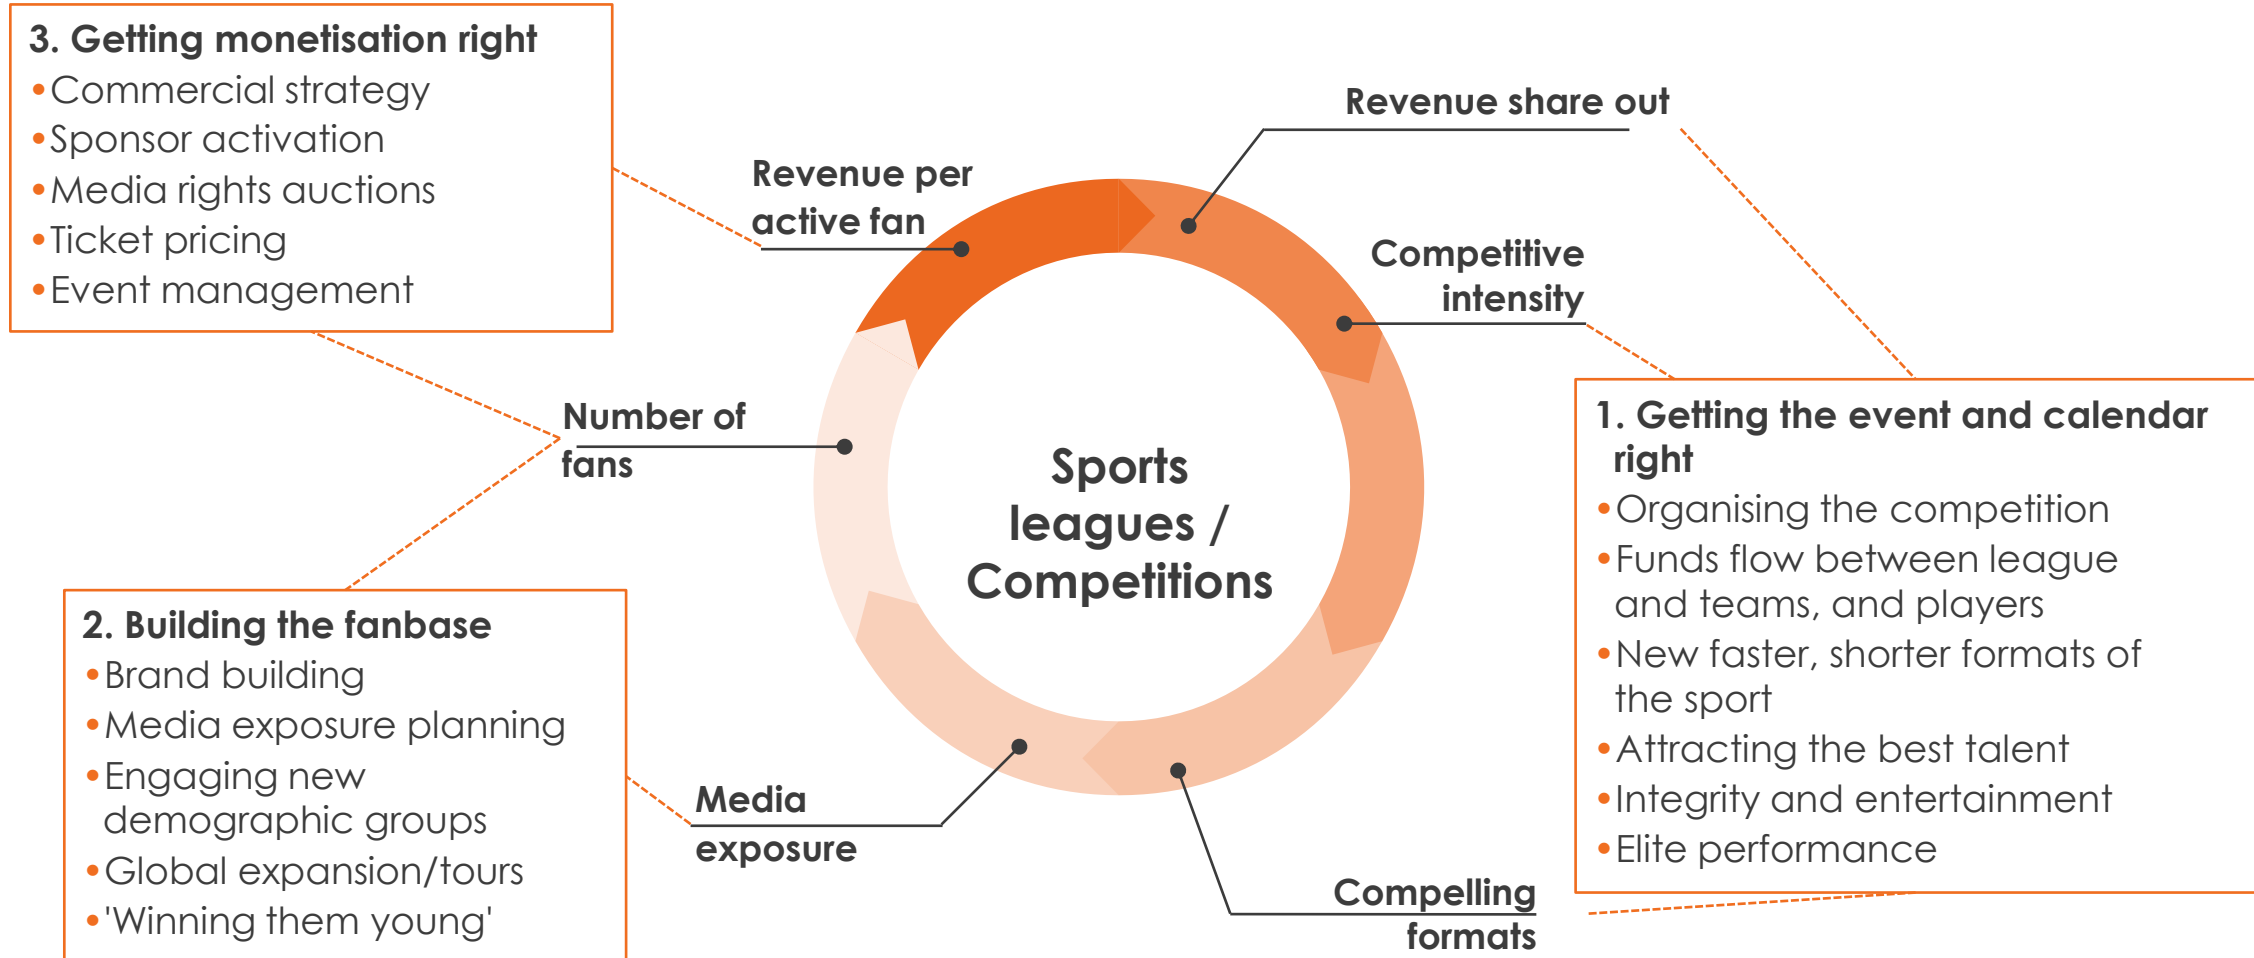 3. Getting monetisation right
•Commercial strategy
•Sponsor activation
•Media rights auctions
•Ticket pricing
•Event management
Revenue per
active fan
Revenue share out
Competitive
intensity
Number of
fans
Sports
leagues /
Competitions
1. Getting the event and calendar
right
•Organising the competition
•Funds flow between league
and teams, and players
•New faster, shorter formats of
the sport
•Attracting the best talent
•Integrity and entertainment
•Elite performance
2. Building the fanbase
•Brand building
•Media exposure planning
•Engaging new
demographic groups
•Global expansion/tours
•'Winning them young'
Media
exposure
Compelling
formats